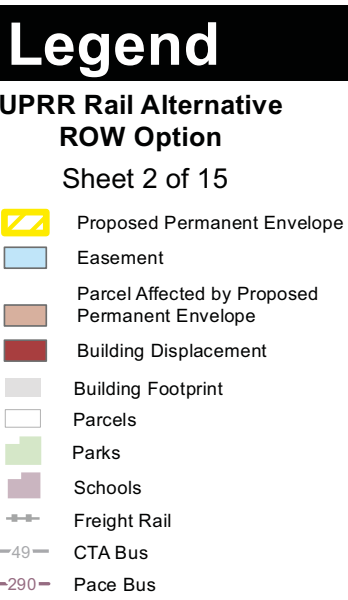 Legend
UPRR Rail Alternative
ROW Option
Sheet 2 of 15
Proposed Permanent Envelope
Easement
Parcel Affected by Proposed
Permanent Envelope
Building Displacement
Building Footprint
Parcels
Parks
Schools
Freight Rail
49 CTA Bus
290 Pace Bus